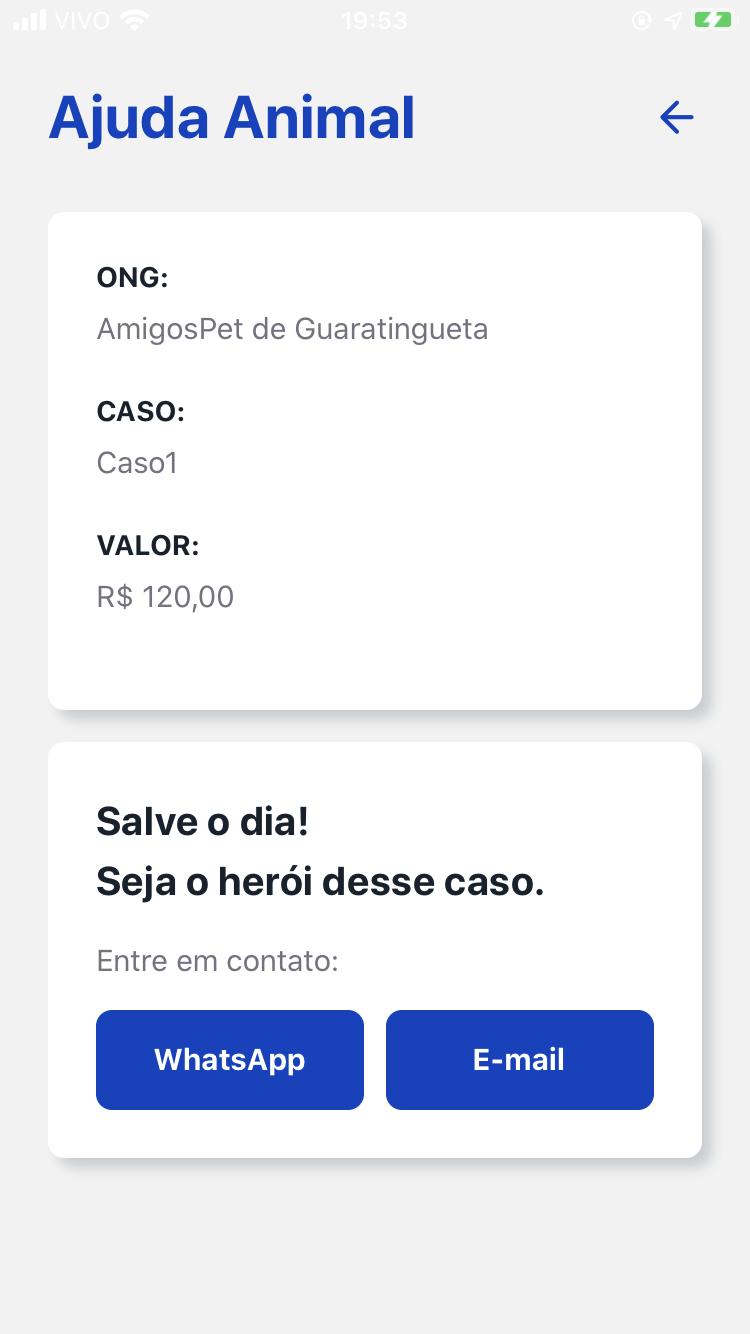 VIVO 19:53
Ajuda Animal
ONG:
AmigosPet de Guaratingueta
CASO:
Caso1
VALOR:
R$ 120,00
Salve o dia!
Seja o herói desse caso.
Entre em contato:
WhatsApp E-mail